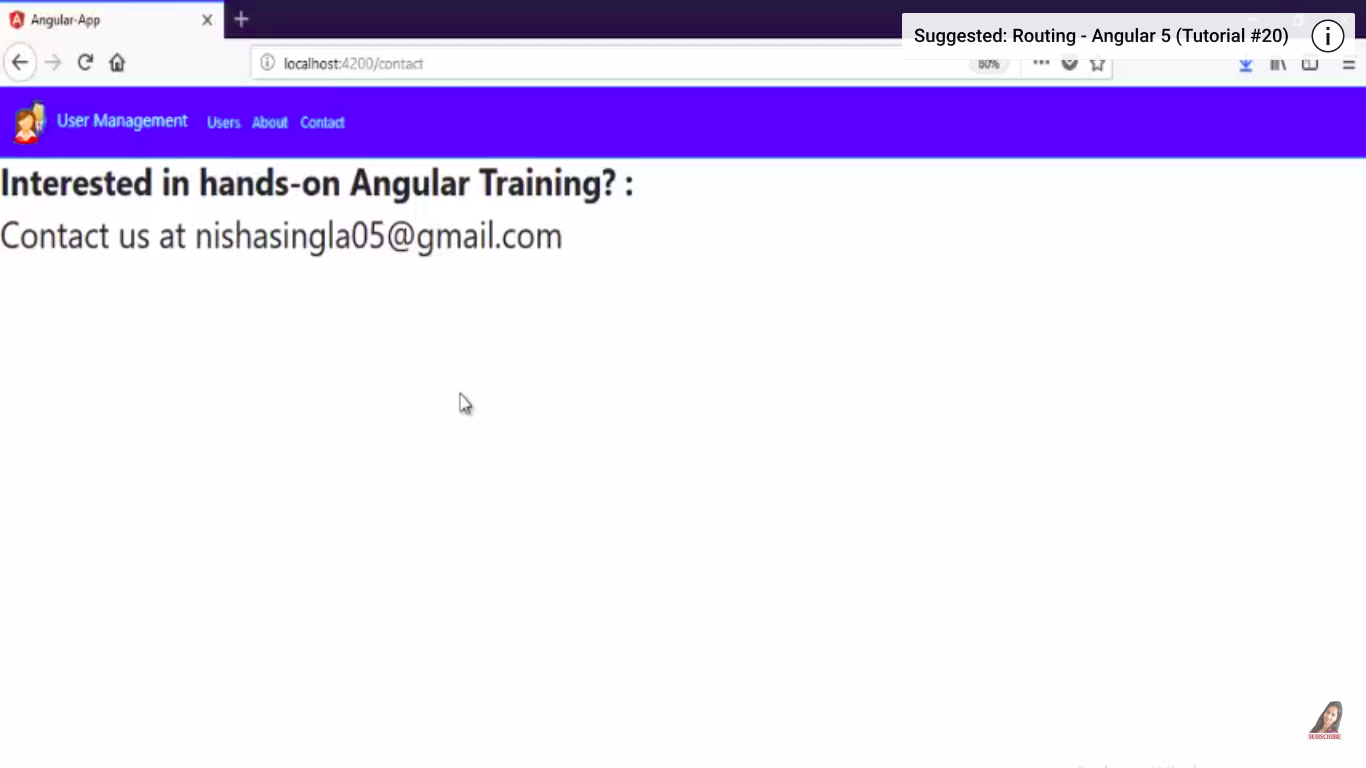 Angular-App
Suggested: Routing - Angular 5 (Tutorial #20)
localhost:4200/contact
80%
User Management
Users
About
Contact
Interested in hands-on Angular Training? :
Contact us at nishasingla05@gmail.com
SUBSCRIBE